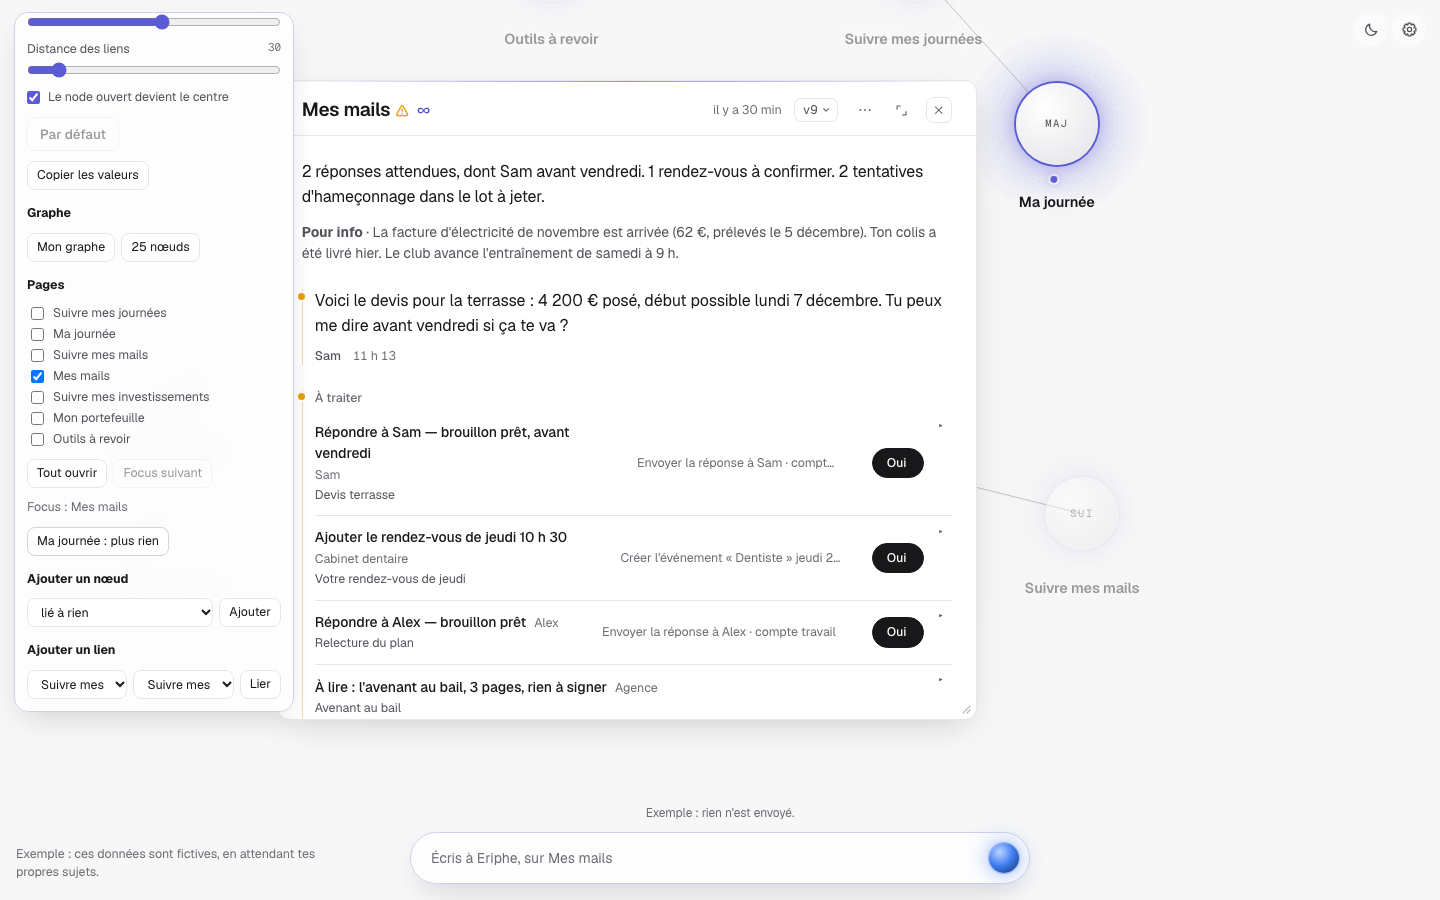 Distance des liens
30
Le node ouvert devient le centre
Par défaut
Copier les valeurs
Graphe
Mon graphe
25 nœuds
Pages
Suivre mes journées
Ma journée
Suivre mes mails
Mes mails
Suivre mes investissements
Mon portefeuille
Outils à revoir
Tout ouvrir
Focus suivant
Focus : Mes mails
Ma journée : plus rien
Ajouter un nœud
lié à rien
Ajouter
Ajouter un lien
Suivre mes
Suivre mes
Lier
Outils à revoir
Suivre mes journées
Mes mails
il y a 30 min
v9
2 réponses attendues, dont Sam avant vendredi. 1 rendez-vous à confirmer. 2 tentatives
d'hameçonnage dans le lot à jeter.
Pour info · La facture d'électricité de novembre est arrivée (62 €, prélevés le 5 décembre). Ton colis a
été livré hier. Le club avance l'entraînement de samedi à 9 h.
Voici le devis pour la terrasse : 4 200 € posé, début possible lundi 7 décembre. Tu peux
me dire avant vendredi si ça te va ?
Sam 11 h 13
À traiter
Répondre à Sam — brouillon prêt, avant
vendredi
Sam
Devis terrasse
Envoyer la réponse à Sam · compt…
Oui
Ajouter le rendez-vous de jeudi 10 h 30
Cabinet dentaire
Votre rendez-vous de jeudi
Créer l'événement « Dentiste » jeudi 2…
Oui
Répondre à Alex — brouillon prêt Alex
Relecture du plan
Envoyer la réponse à Alex · compte travail
Oui
À lire : l'avenant au bail, 3 pages, rien à signer Agence
Avenant au bail
MAJ
Ma journée
SUI
Suivre mes mails
Exemple : rien n'est envoyé.
Écris à Eriphe, sur Mes mails
Exemple : ces données sont fictives, en attendant tes
propres sujets.